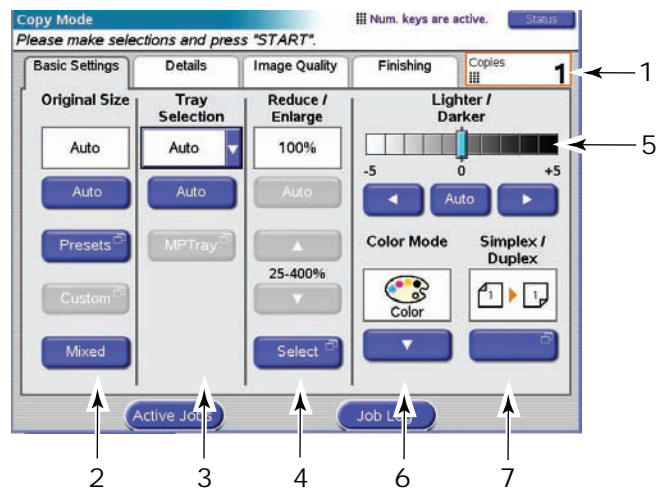 Copy Mode
Num. keys are active.
Status
Please make selections and press "START".
Basic Settings
Details
Image Quality
Finishing
Copies
1
1
Original Size
Auto
Auto
Presets
Custom
Mixed
Tray
Selection
Auto
Auto
MPTray
Reduce /
Enlarge
100%
Auto
25-400%
Select
Lighter /
Darker
5
-5 0 +5
Auto
Color Mode
Color
Simplex /
Duplex
1 1
Active Jobs
Job Log
2 3 4 6 7